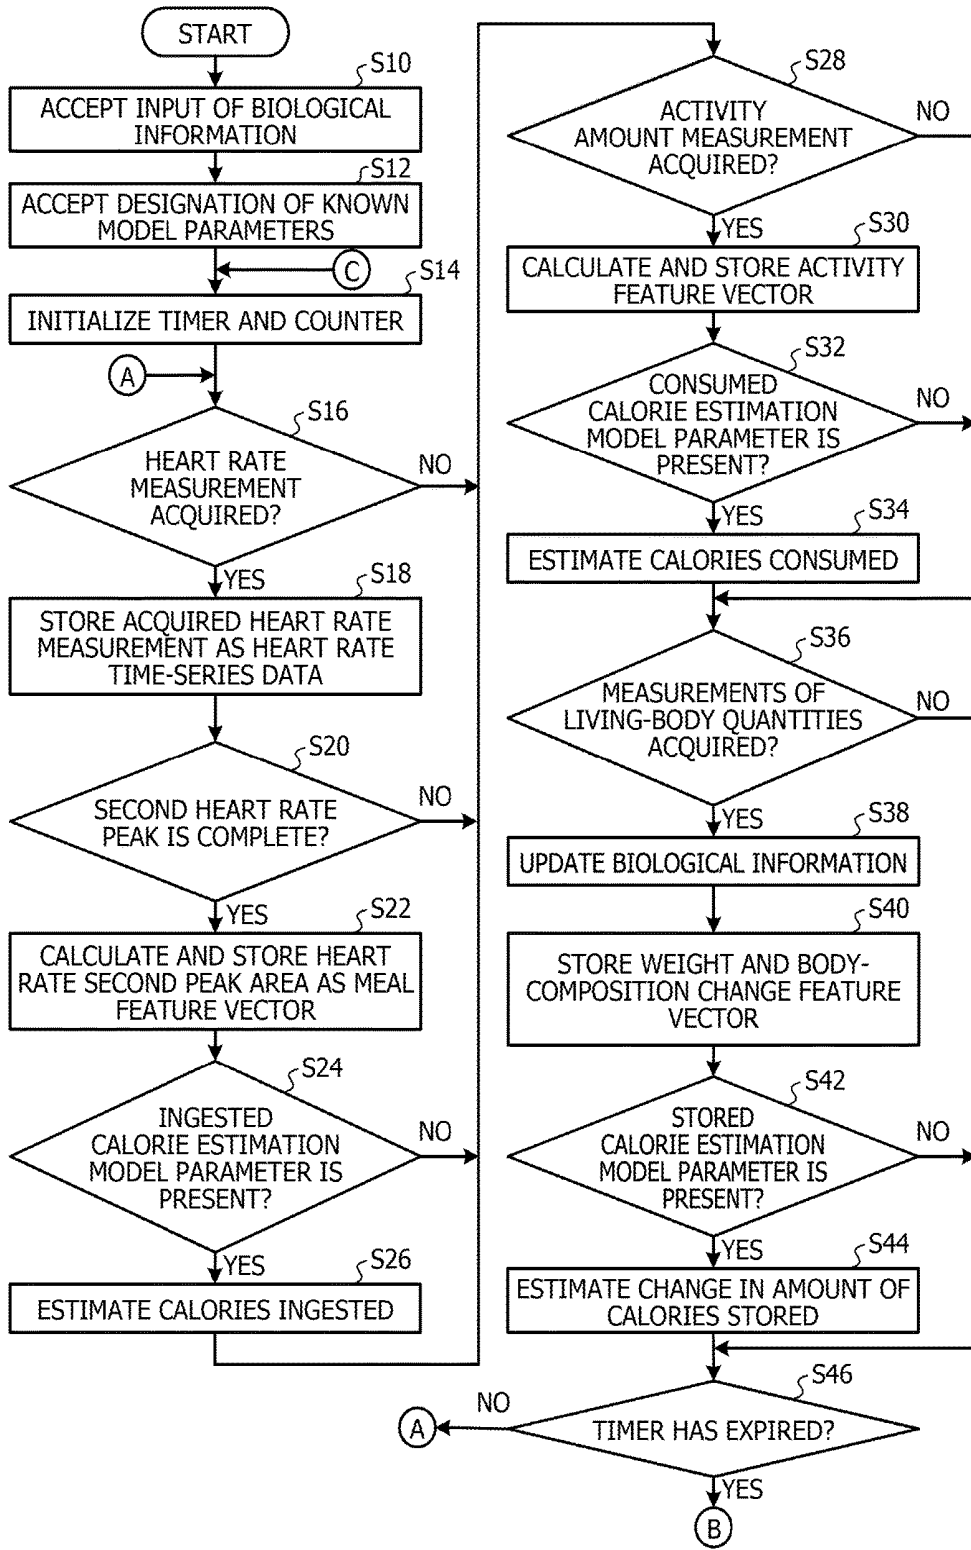 START
S10
ACCEPT INPUT OF BIOLOGICAL
INFORMATION
S12
ACCEPT DESIGNATION OF KNOWN
MODEL PARAMETERS
C
S14
INITIALIZE TIMER AND COUNTER
A
S16
HEART RATE
MEASUREMENT
ACQUIRED?
NO
YES
S18
STORE ACQUIRED HEART RATE
MEASUREMENT AS HEART RATE
TIME-SERIES DATA
S20
SECOND HEART RATE
PEAK IS COMPLETE?
NO
YES
S22
CALCULATE AND STORE HEART
RATE SECOND PEAK AREA AS MEAL
FEATURE VECTOR
S24
INGESTED
CALORIE ESTIMATION
MODEL PARAMETER IS
PRESENT?
NO
YES
S26
ESTIMATE CALORIES INGESTED
S28
ACTIVITY
AMOUNT MEASUREMENT
ACQUIRED?
NO
YES
S30
CALCULATE AND STORE ACTIVITY
FEATURE VECTOR
S32
CONSUMED
CALORIE ESTIMATION
MODEL PARAMETER IS
PRESENT?
NO
YES
S34
ESTIMATE CALORIES CONSUMED
S36
MEASUREMENTS OF
LIVING-BODY QUANTITIES
ACQUIRED?
NO
YES
S38
UPDATE BIOLOGICAL INFORMATION
S40
STORE WEIGHT AND BODY-
COMPOSITION CHANGE FEATURE
VECTOR
S42
STORED
CALORIE ESTIMATION
MODEL PARAMETER IS
PRESENT?
NO
YES
S44
ESTIMATE CHANGE IN AMOUNT OF
CALORIES STORED
S46
TIMER HAS EXPIRED?
NO
A
YES
B